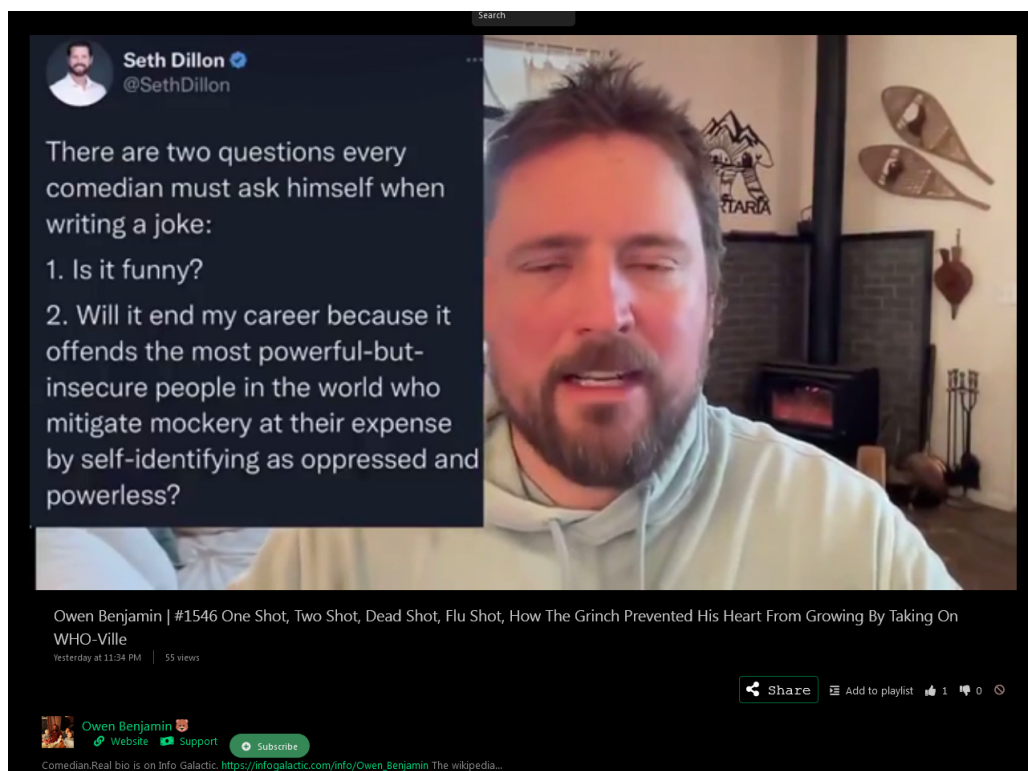 Search
Seth Dillon
@SethDillon
There are two questions every
comedian must ask himself when
writing a joke:
1. Is it funny?
2. Will it end my career because it
offends the most powerful-but-
insecure people in the world who
mitigate mockery at their expense
by self-identifying as oppressed and
powerless?
RTARIA
Owen Benjamin | #1546 One Shot, Two Shot, Dead Shot, Flu Shot, How The Grinch Prevented His Heart From Growing By Taking On
WHO-Ville
Yesterday at 11:34 PM | 55 views
Share Add to playlist 1 0
Owen Benjamin
Website Support Subscribe
Comedian.Real bio is on Info Galactic. https://infogalactic.com/info/Owen_Benjamin The wikipedia...